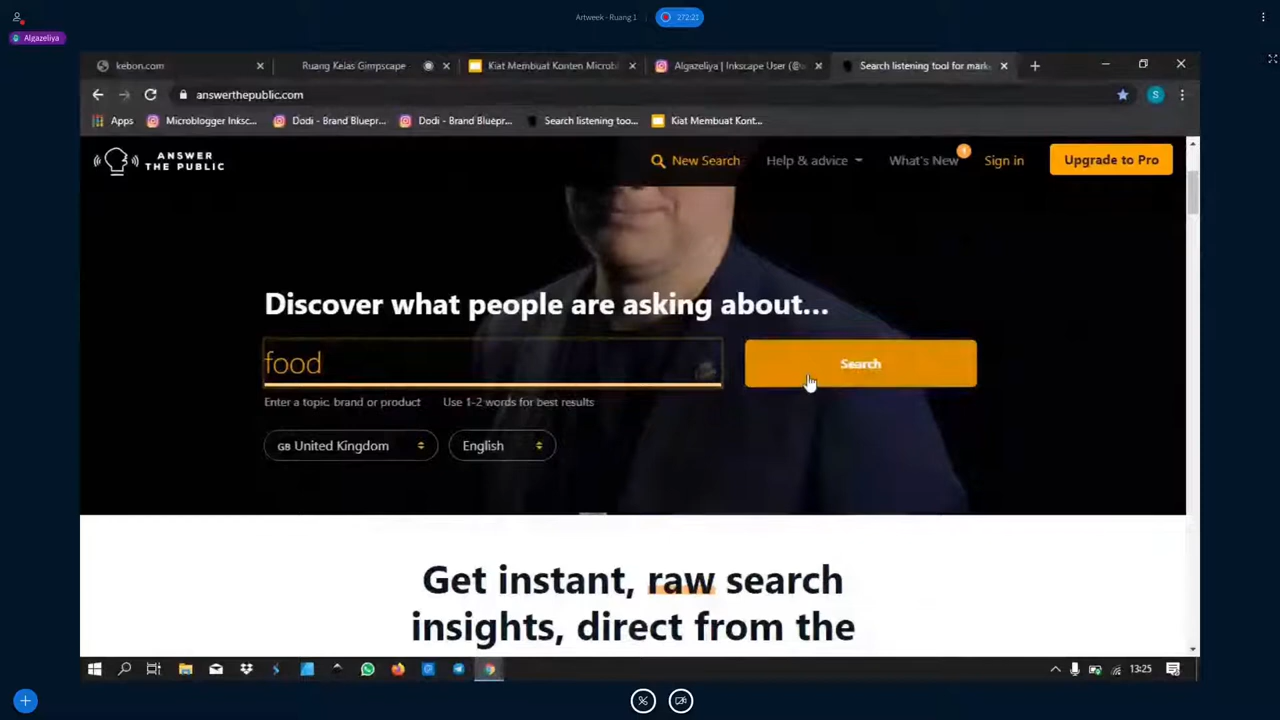 Artweek - Ruang 1
272:21
Algazeliya
kebon.com
Ruang Kelas Gimpscape
Kiat Membuat Konten Microbl
Algazeliya | Inkscape User (@
Search listening tool for mark
answerthepublic.com
S
Apps
Microblogger Inksc...
Dodi - Brand Bluepr...
Dodi - Brand Bluepr...
Search listening too...
Kiat Membuat Kont...
ANSWER
THE PUBLIC
New Search
Help & advice
What's New
Sign in
Upgrade to Pro
Discover what people are asking about...
food
Search
Enter a topic, brand or product
Use 1-2 words for best results
GB United Kingdom
English
Get instant, raw search
insights, direct from the
13:25